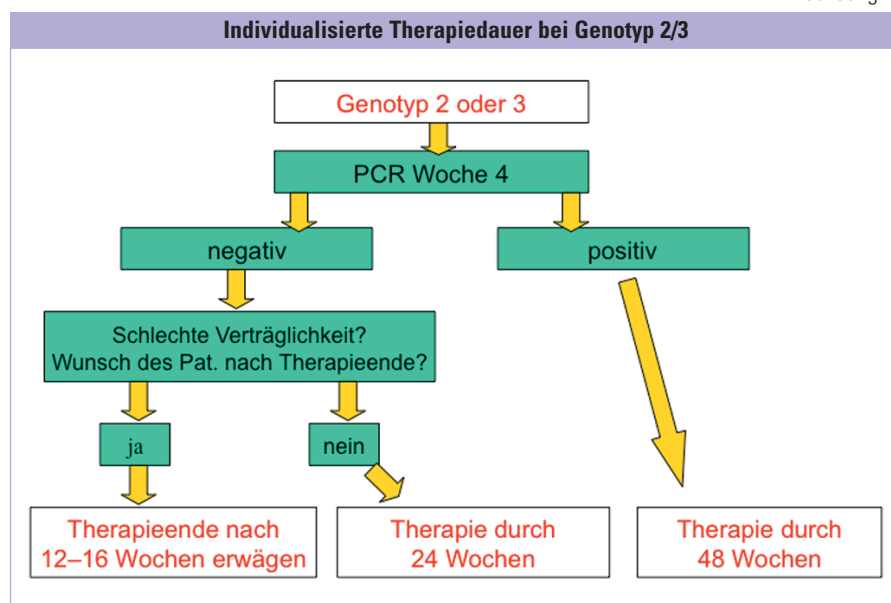 Individualisierte Therapiedauer bei Genotyp 2/3
Genotyp 2 oder 3
PCR Woche 4
negativ
positiv
Schlechte Verträglichkeit?
Wunsch des Pat. nach Therapieende?
ja
nein
Therapieende nach
12–16 Wochen erwägen
Therapie durch
24 Wochen
Therapie durch
48 Wochen